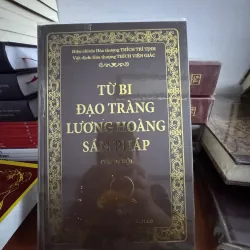 Hiệu chính: Hòa thượng THÍCH TRÍ TỊNH
Việt dịch: Hòa thượng THÍCH VIÊN GIÁC
TỪ BI
ĐẠO TRÀNG
LƯƠNG HOÀNG
SÁM PHÁP